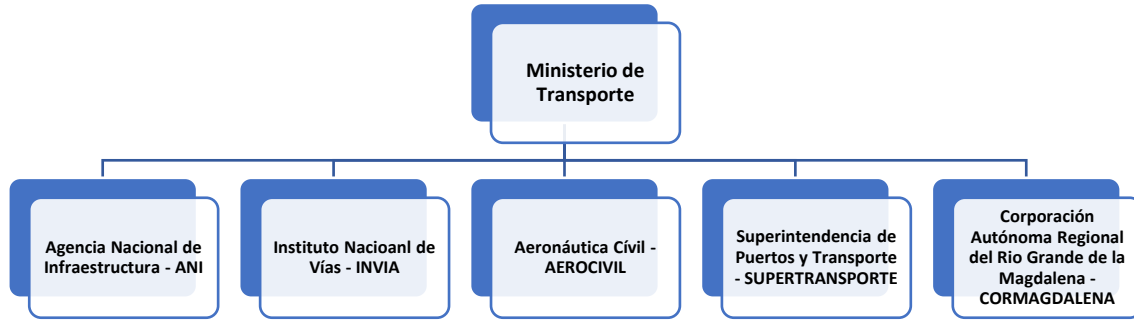 Ministerio de
Transporte
Agencia Nacional de
Infraestructura - ANI
Instituto Nacioanl de
Vías - INVIA
Aeronáutica Cívil -
AEROCIVIL
Superintendencia de
Puertos y Transporte
- SUPERTRANSPORTE
Corporación
Autónoma Regional
del Rio Grande de la
Magdalena -
CORMAGDALENA